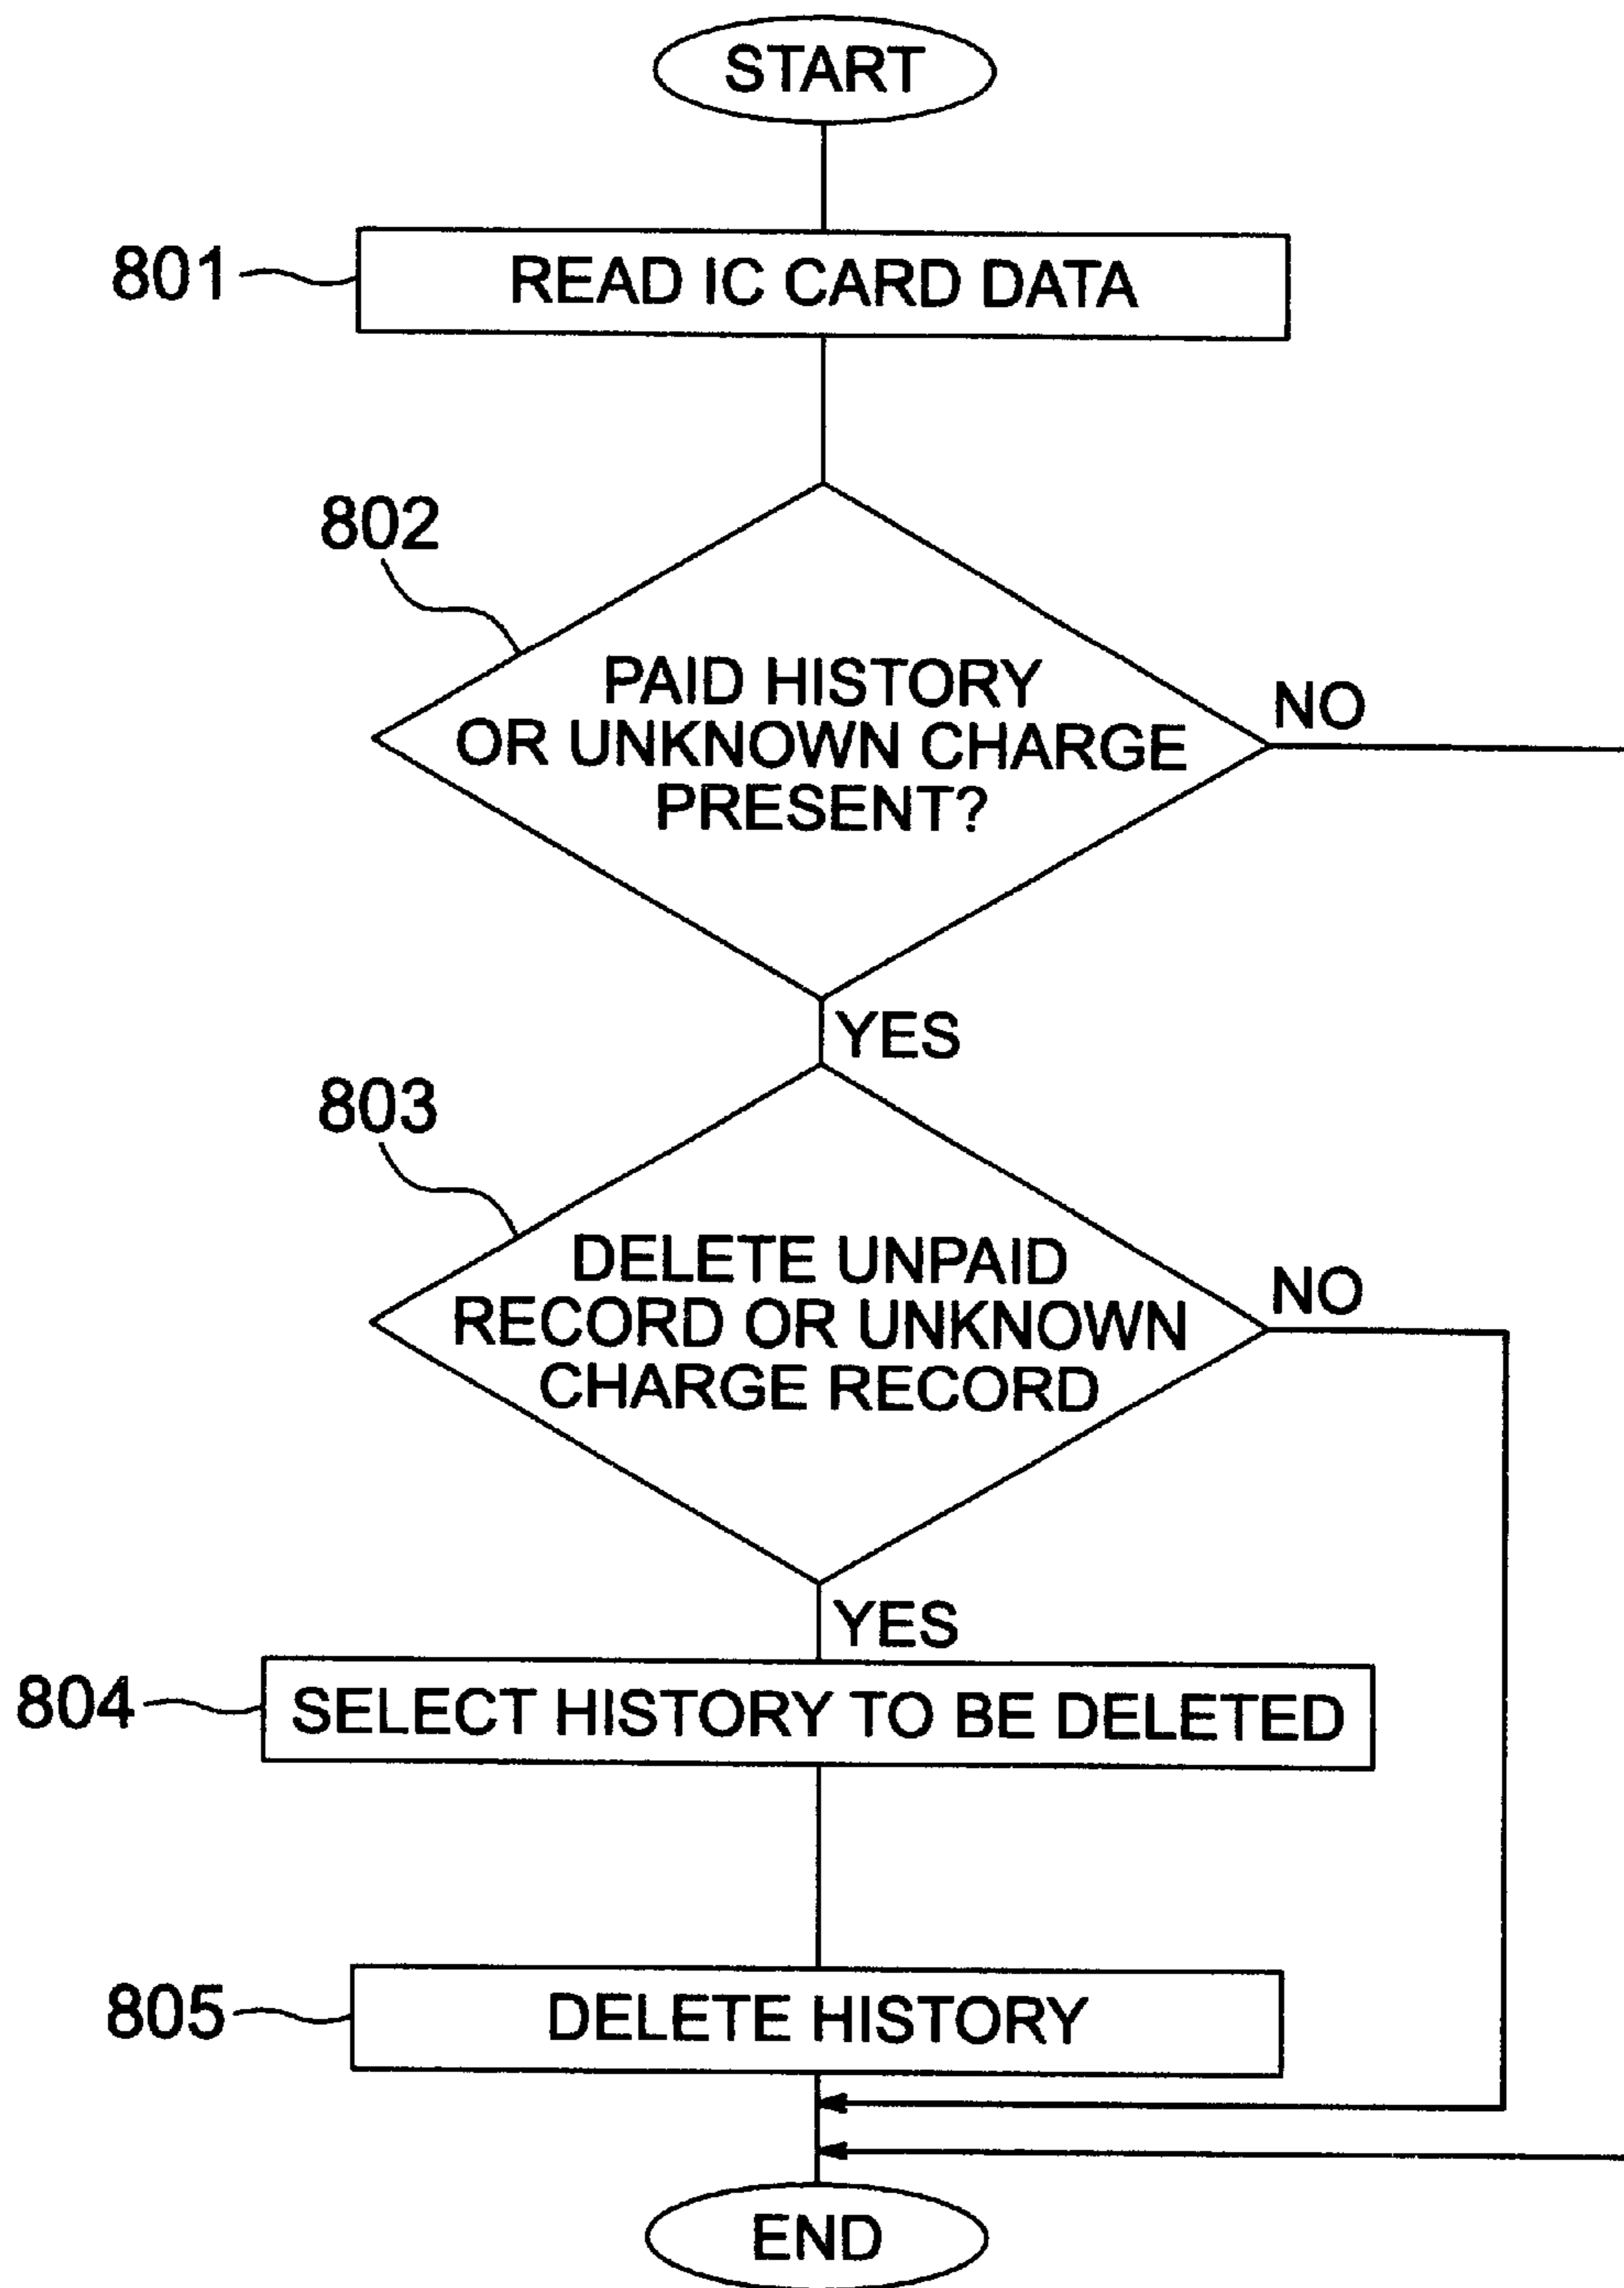 START
801
READ IC CARD DATA
802
PAID HISTORY
OR UNKNOWN CHARGE
PRESENT?
NO
YES
803
DELETE UNPAID
RECORD OR UNKNOWN
CHARGE RECORD
NO
YES
804
SELECT HISTORY TO BE DELETED
805
DELETE HISTORY
END